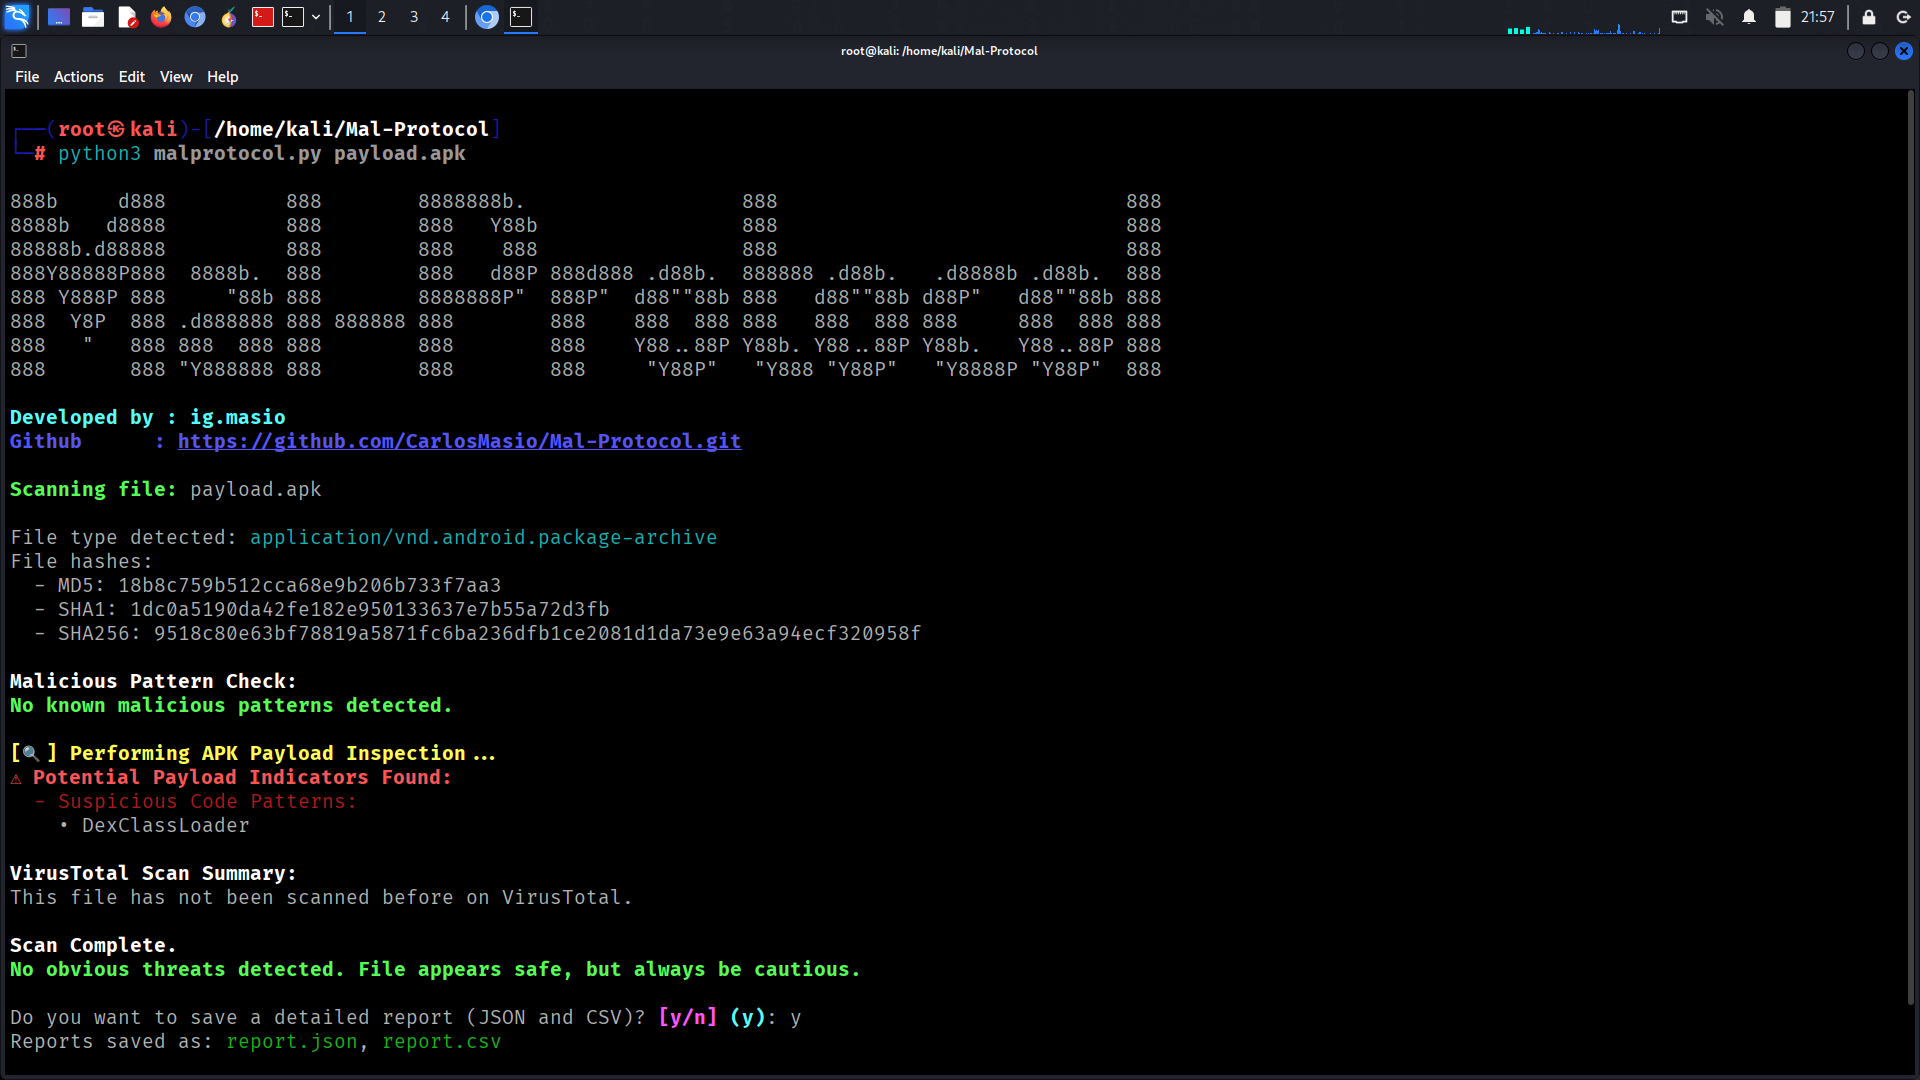 1 2 3 4 21:57
root@kali: /home/kali/Mal-Protocol
File Actions Edit View Help
(root㉿kali)-[/home/kali/Mal-Protocol]
# python3 malprotocol.py payload.apk
888b     d888          888        8888888b.                  888                             888
8888b   d8888          888        888   Y88b                 888                             888
88888b.d88888          888        888    888                 888                             888
888Y88888P888  8888b.  888        888   d88P 888d888 .d88b.  888888 .d88b.   .d8888b .d88b.  888
888 Y888P 888     "88b 888        8888888P"  888P"  d88""88b 888   d88""88b d88P"   d88""88b 888
888  Y8P  888 .d888888 888 888888 888        888    888  888 888   888  888 888     888  888 888
888   "   888 888  888 888        888        888    Y88..88P Y88b. Y88..88P Y88b.   Y88..88P 888
888       888 "Y888888 888        888        888     "Y88P"   "Y888 "Y88P"   "Y8888P "Y88P"  888
Developed by : ig.masio
Github      : https://github.com/CarlosMasio/Mal-Protocol.git
Scanning file: payload.apk
File type detected: application/vnd.android.package-archive
File hashes:
- MD5: 18b8c759b512cca68e9b206b733f7aa3
- SHA1: 1dc0a5190da42fe182e950133637e7b55a72d3fb
- SHA256: 9518c80e63bf78819a5871fc6ba236dfb1ce2081d1da73e9e63a94ecf320958f
Malicious Pattern Check:
No known malicious patterns detected.
[🔍] Performing APK Payload Inspection...
⚠ Potential Payload Indicators Found:
- Suspicious Code Patterns:
• DexClassLoader
VirusTotal Scan Summary:
This file has not been scanned before on VirusTotal.
Scan Complete.
No obvious threats detected. File appears safe, but always be cautious.
Do you want to save a detailed report (JSON and CSV)? [y/n] (y): y
Reports saved as: report.json, report.csv